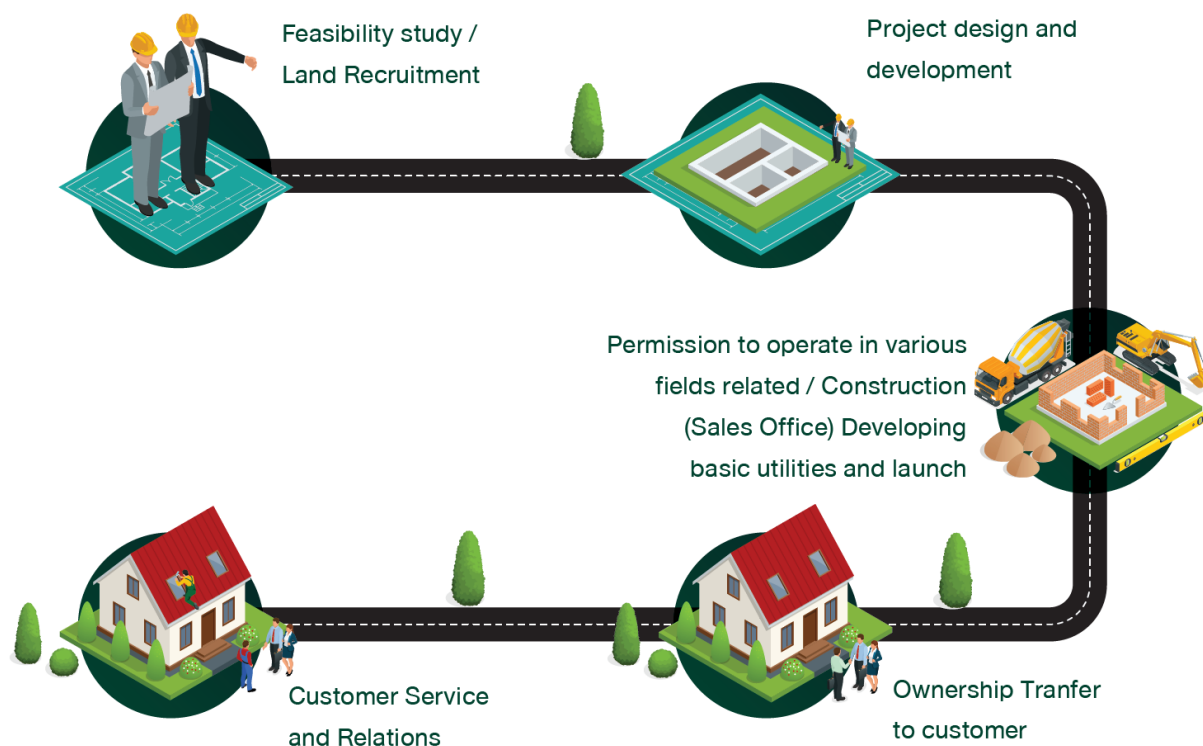 Feasibility study /
Land Recruitment
Project design and
development
Permission to operate in various
fields related / Construction
(Sales Office) Developing
basic utilities and launch
Ownership Tranfer
to customer
Customer Service
and Relations